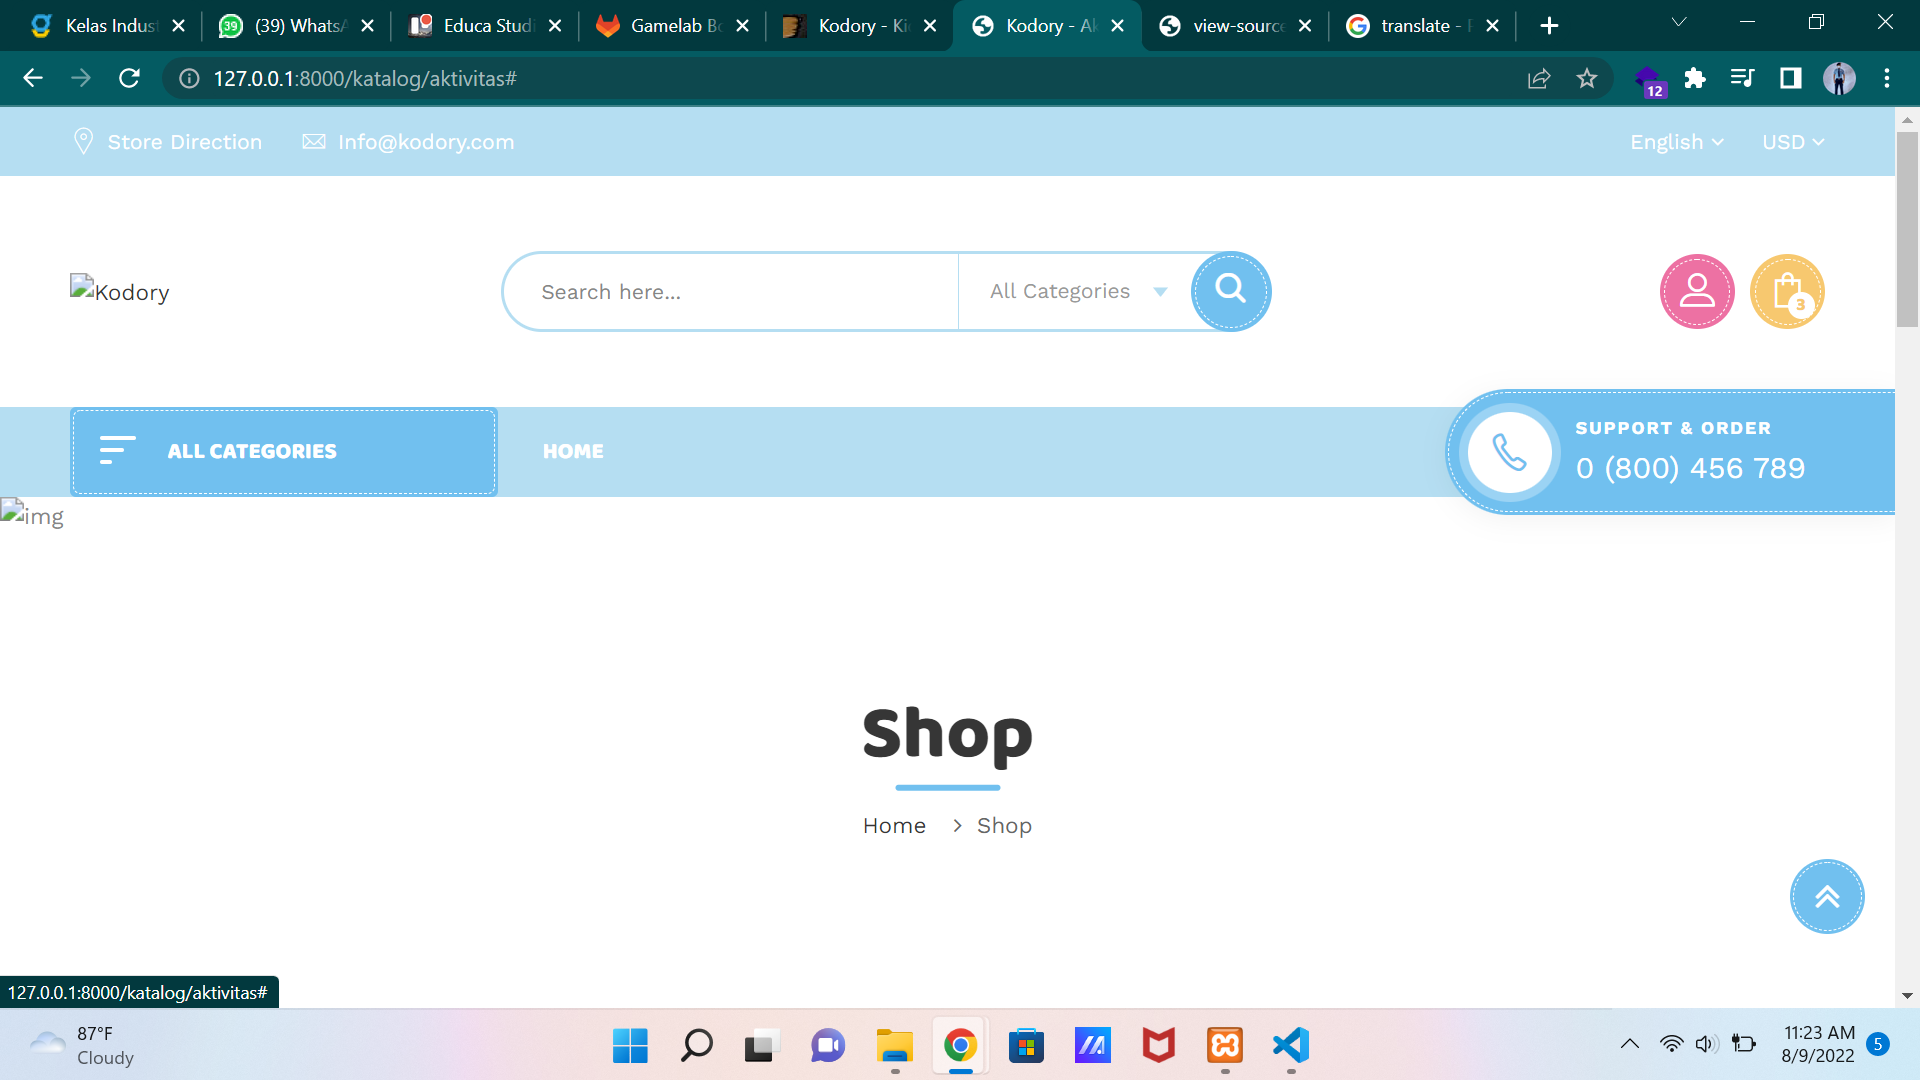 Kelas Indust
(39) WhatsA
Educa Studi
Gamelab Bo
Kodory - Ki
Kodory - Ak
view-source
translate -
127.0.0.1:8000/katalog/aktivitas#
12
Store Direction
Info@kodory.com
English
USD
Kodory
Search here...
All Categories
3
ALL CATEGORIES
HOME
SUPPORT & ORDER
0 (800) 456 789
img
Shop
Home
Shop
127.0.0.1:8000/katalog/aktivitas#
87°F
Cloudy
11:23 AM
8/9/2022
5